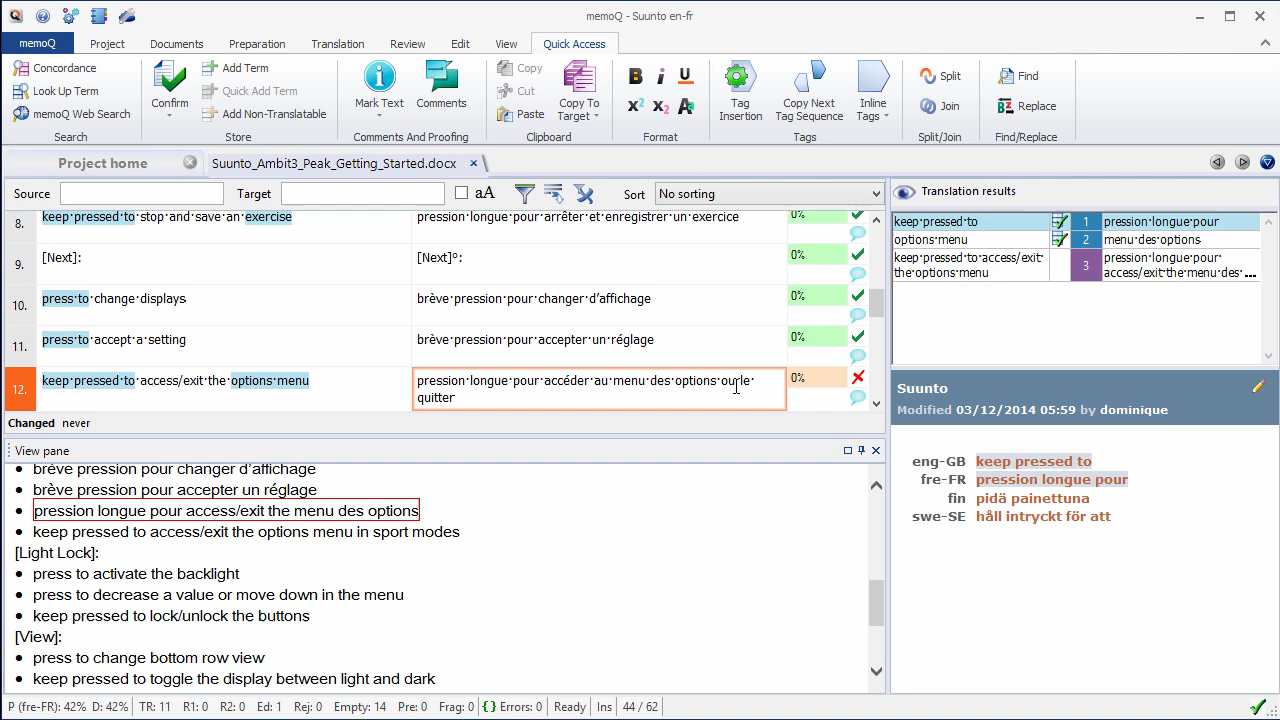 memoQ - Suunto en-fr
memoQ Project Documents Preparation Translation Review Edit View Quick Access
Concordance
Look Up Term
memoQ Web Search
Search
Confirm
Add Term
Quick Add Term
Add Non-Translatable
Store
Mark Text
Comments
Comments And Proofing
Copy
Cut
Paste
Copy To Target
Clipboard
B i U
x² x₂ A
Format
Tag Insertion
Copy Next Tag Sequence
Inline Tags
Tags
Split
Join
Split/Join
Find
Replace
Find/Replace
Project home
Suunto_Ambit3_Peak_Getting_Started.docx
Source Target aA Sort No sorting
8. keep·pressed·to·stop·and·save·an·exercise pression·longue·pour·arrêter·et·enregistrer·un·exercice 0%
9. [Next]: [Next]º: 0%
10. press·to·change·displays brève·pression·pour·changer·d’affichage 0%
11. press·to·accept·a·setting brève·pression·pour·accepter·un·réglage 0%
12. keep·pressed·to·access/exit·the·options·menu pression·longue·pour·accéder·au·menu·des·options·ou·le· 0%
quitter
Changed never
View pane
• brève pression pour changer d’affichage
• brève pression pour accepter un réglage
• pression longue pour access/exit the menu des options
• keep pressed to access/exit the options menu in sport modes
[Light Lock]:
• press to activate the backlight
• press to decrease a value or move down in the menu
• keep pressed to lock/unlock the buttons
[View]:
• press to change bottom row view
• keep pressed to toggle the display between light and dark
Translation results
keep·pressed·to 1 pression·longue·pour
options·menu 2 menu·des·options
keep·pressed·to·access/exit· 3 pression·longue·pour·
the·options·menu access/exit·the·menu·des· ...
Suunto
Modified 03/12/2014 05:59 by dominique
eng-GB keep pressed to
fre-FR pression longue pour
fin pidä painettuna
swe-SE håll intryckt för att
P (fre-FR): 42% D: 42% TR: 11 R1: 0 R2: 0 Ed: 1 Rej: 0 Empty: 14 Pre: 0 Frag: 0 {} Errors: 0 Ready Ins 44 / 62